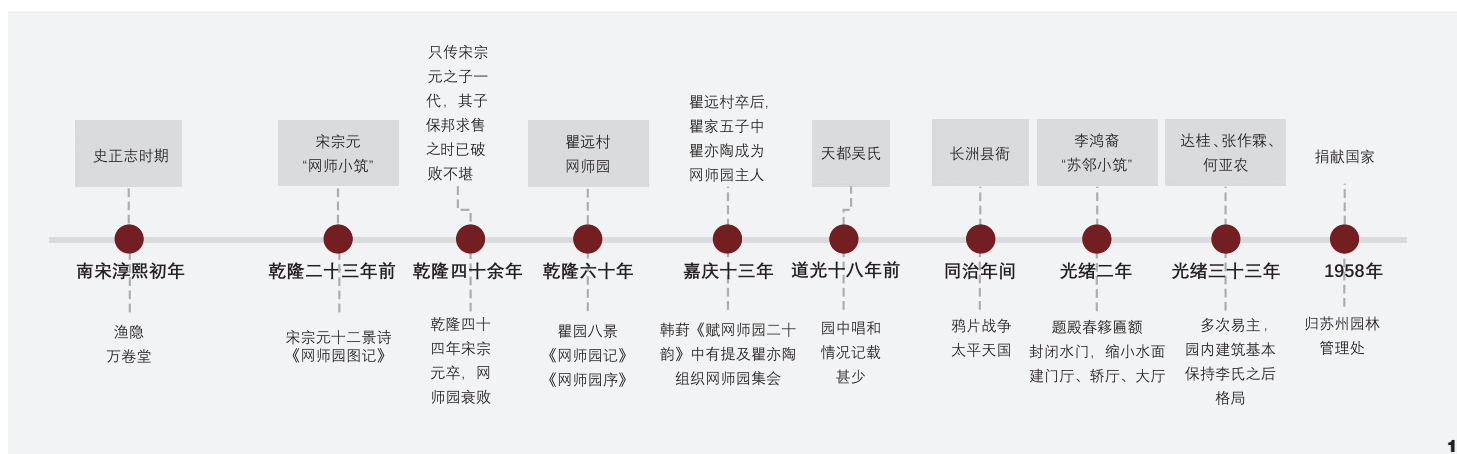 史正志时期
南宋淳熙初年
渔隐
万卷堂
宋宗元
“网师小筑”
乾隆二十三年前
宋宗元十二景诗
《网师园图记》
只传宋宗
元之子一
代，其子
保邦求售
之时已破
败不堪
乾隆四十余年
乾隆四十
四年宋宗
元卒，网
师园衰败
瞿远村
网师园
乾隆六十年
瞿园八景
《网师园记》
《网师园序》
瞿远村卒后，
瞿家五子中
瞿亦陶成为
网师园主人
嘉庆十三年
韩葑《赋网师园二十
韵》中有提及瞿亦陶
组织网师园集会
天都吴氏
道光十八年前
园中唱和
情况记载
甚少
长洲县衙
同治年间
鸦片战争
太平天国
李鸿裔
“苏邻小筑”
光绪二年
题殿春簃匾额
封闭水门，缩小水面
建门厅、轿厅、大厅
达桂、张作霖、
何亚农
光绪三十三年
多次易主，
园内建筑基本
保持李氏之后
格局
捐献国家
1958年
归苏州园林
管理处
1